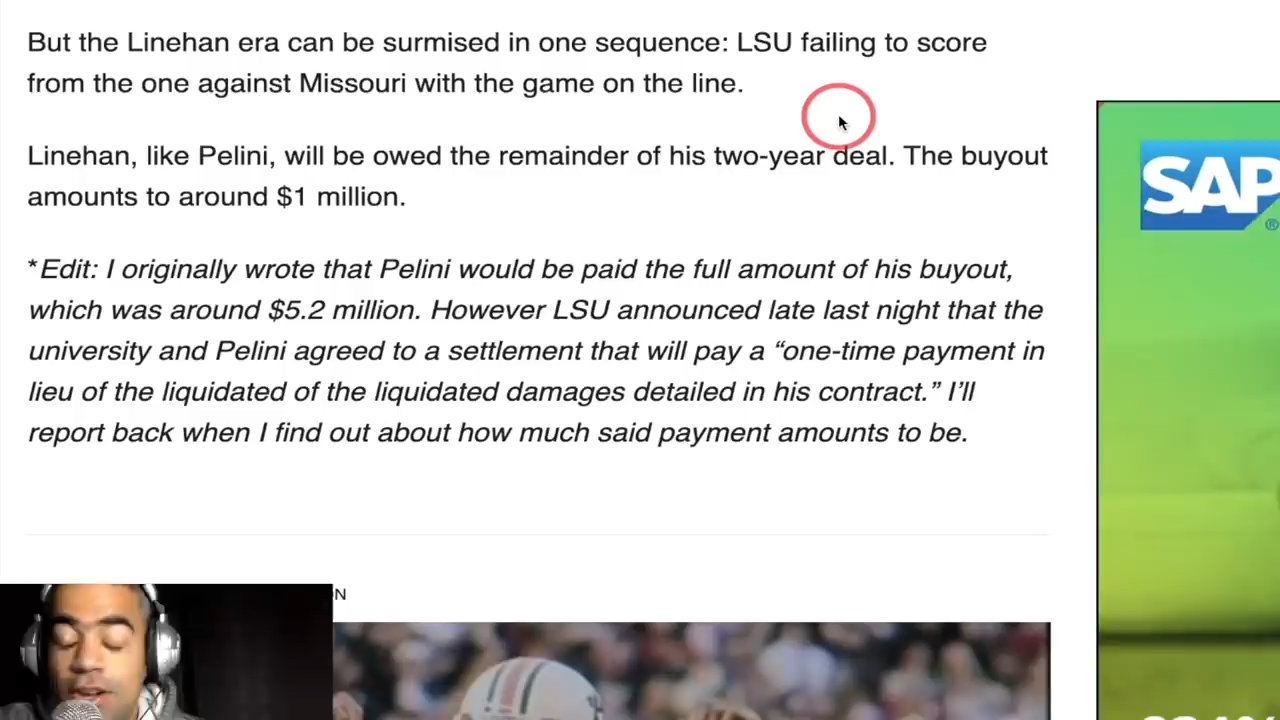 But the Linehan era can be surmised in one sequence: LSU failing to score
from the one against Missouri with the game on the line.
Linehan, like Pelini, will be owed the remainder of his two-year deal. The buyout
amounts to around $1 million.
*Edit: I originally wrote that Pelini would be paid the full amount of his buyout,
which was around $5.2 million. However LSU announced late last night that the
university and Pelini agreed to a settlement that will pay a “one-time payment in
lieu of the liquidated of the liquidated damages detailed in his contract.” I’ll
report back when I find out about how much said payment amounts to be.
SAP
®